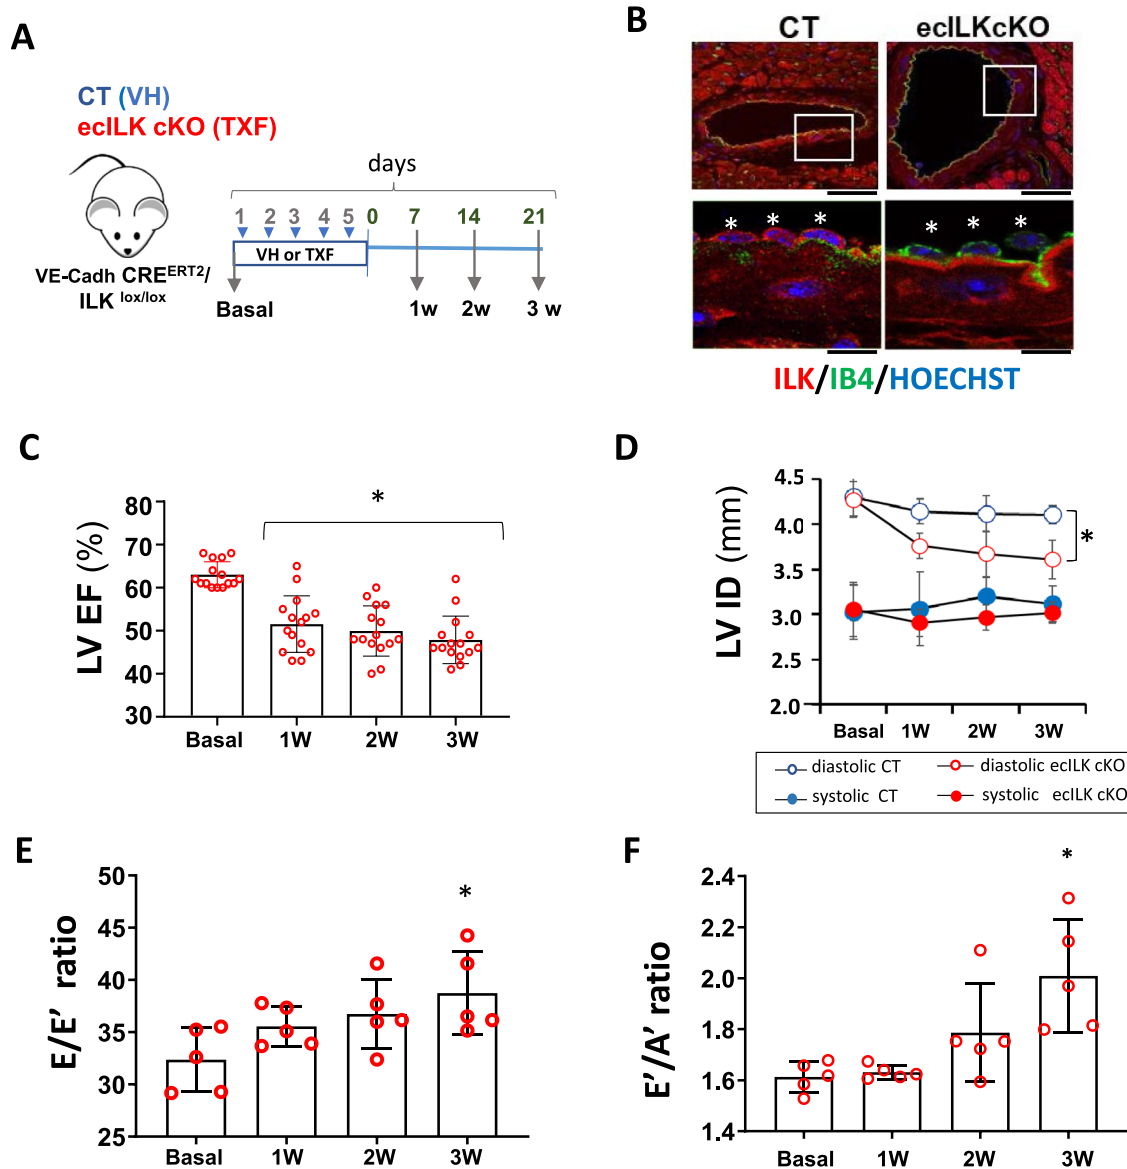 A
CT (VH)
ecILK cKO (TXF)
days
1 2 3 4 5 0 7 14 21
VH or TXF
VE-Cadh CRE^ERT2/
ILK lox/lox
Basal 1w 2w 3 w
B
CT ecILKcKO
* * * * * *
ILK/IB4/HOECHST
C
LV EF (%)
80
70
60
50
40
30
*
Basal 1W 2W 3W
D
LV ID (mm)
4.5
4.0
3.5
3.0
2.5
2.0
*
Basal 1W 2W 3W
diastolic CT diastolic ecILK cKO
systolic CT systolic ecILK cKO
E
E/E' ratio
50
45
40
35
30
25
*
Basal 1W 2W 3W
F
E'/A' ratio
2.4
2.2
2.0
1.8
1.6
1.4
*
Basal 1W 2W 3W